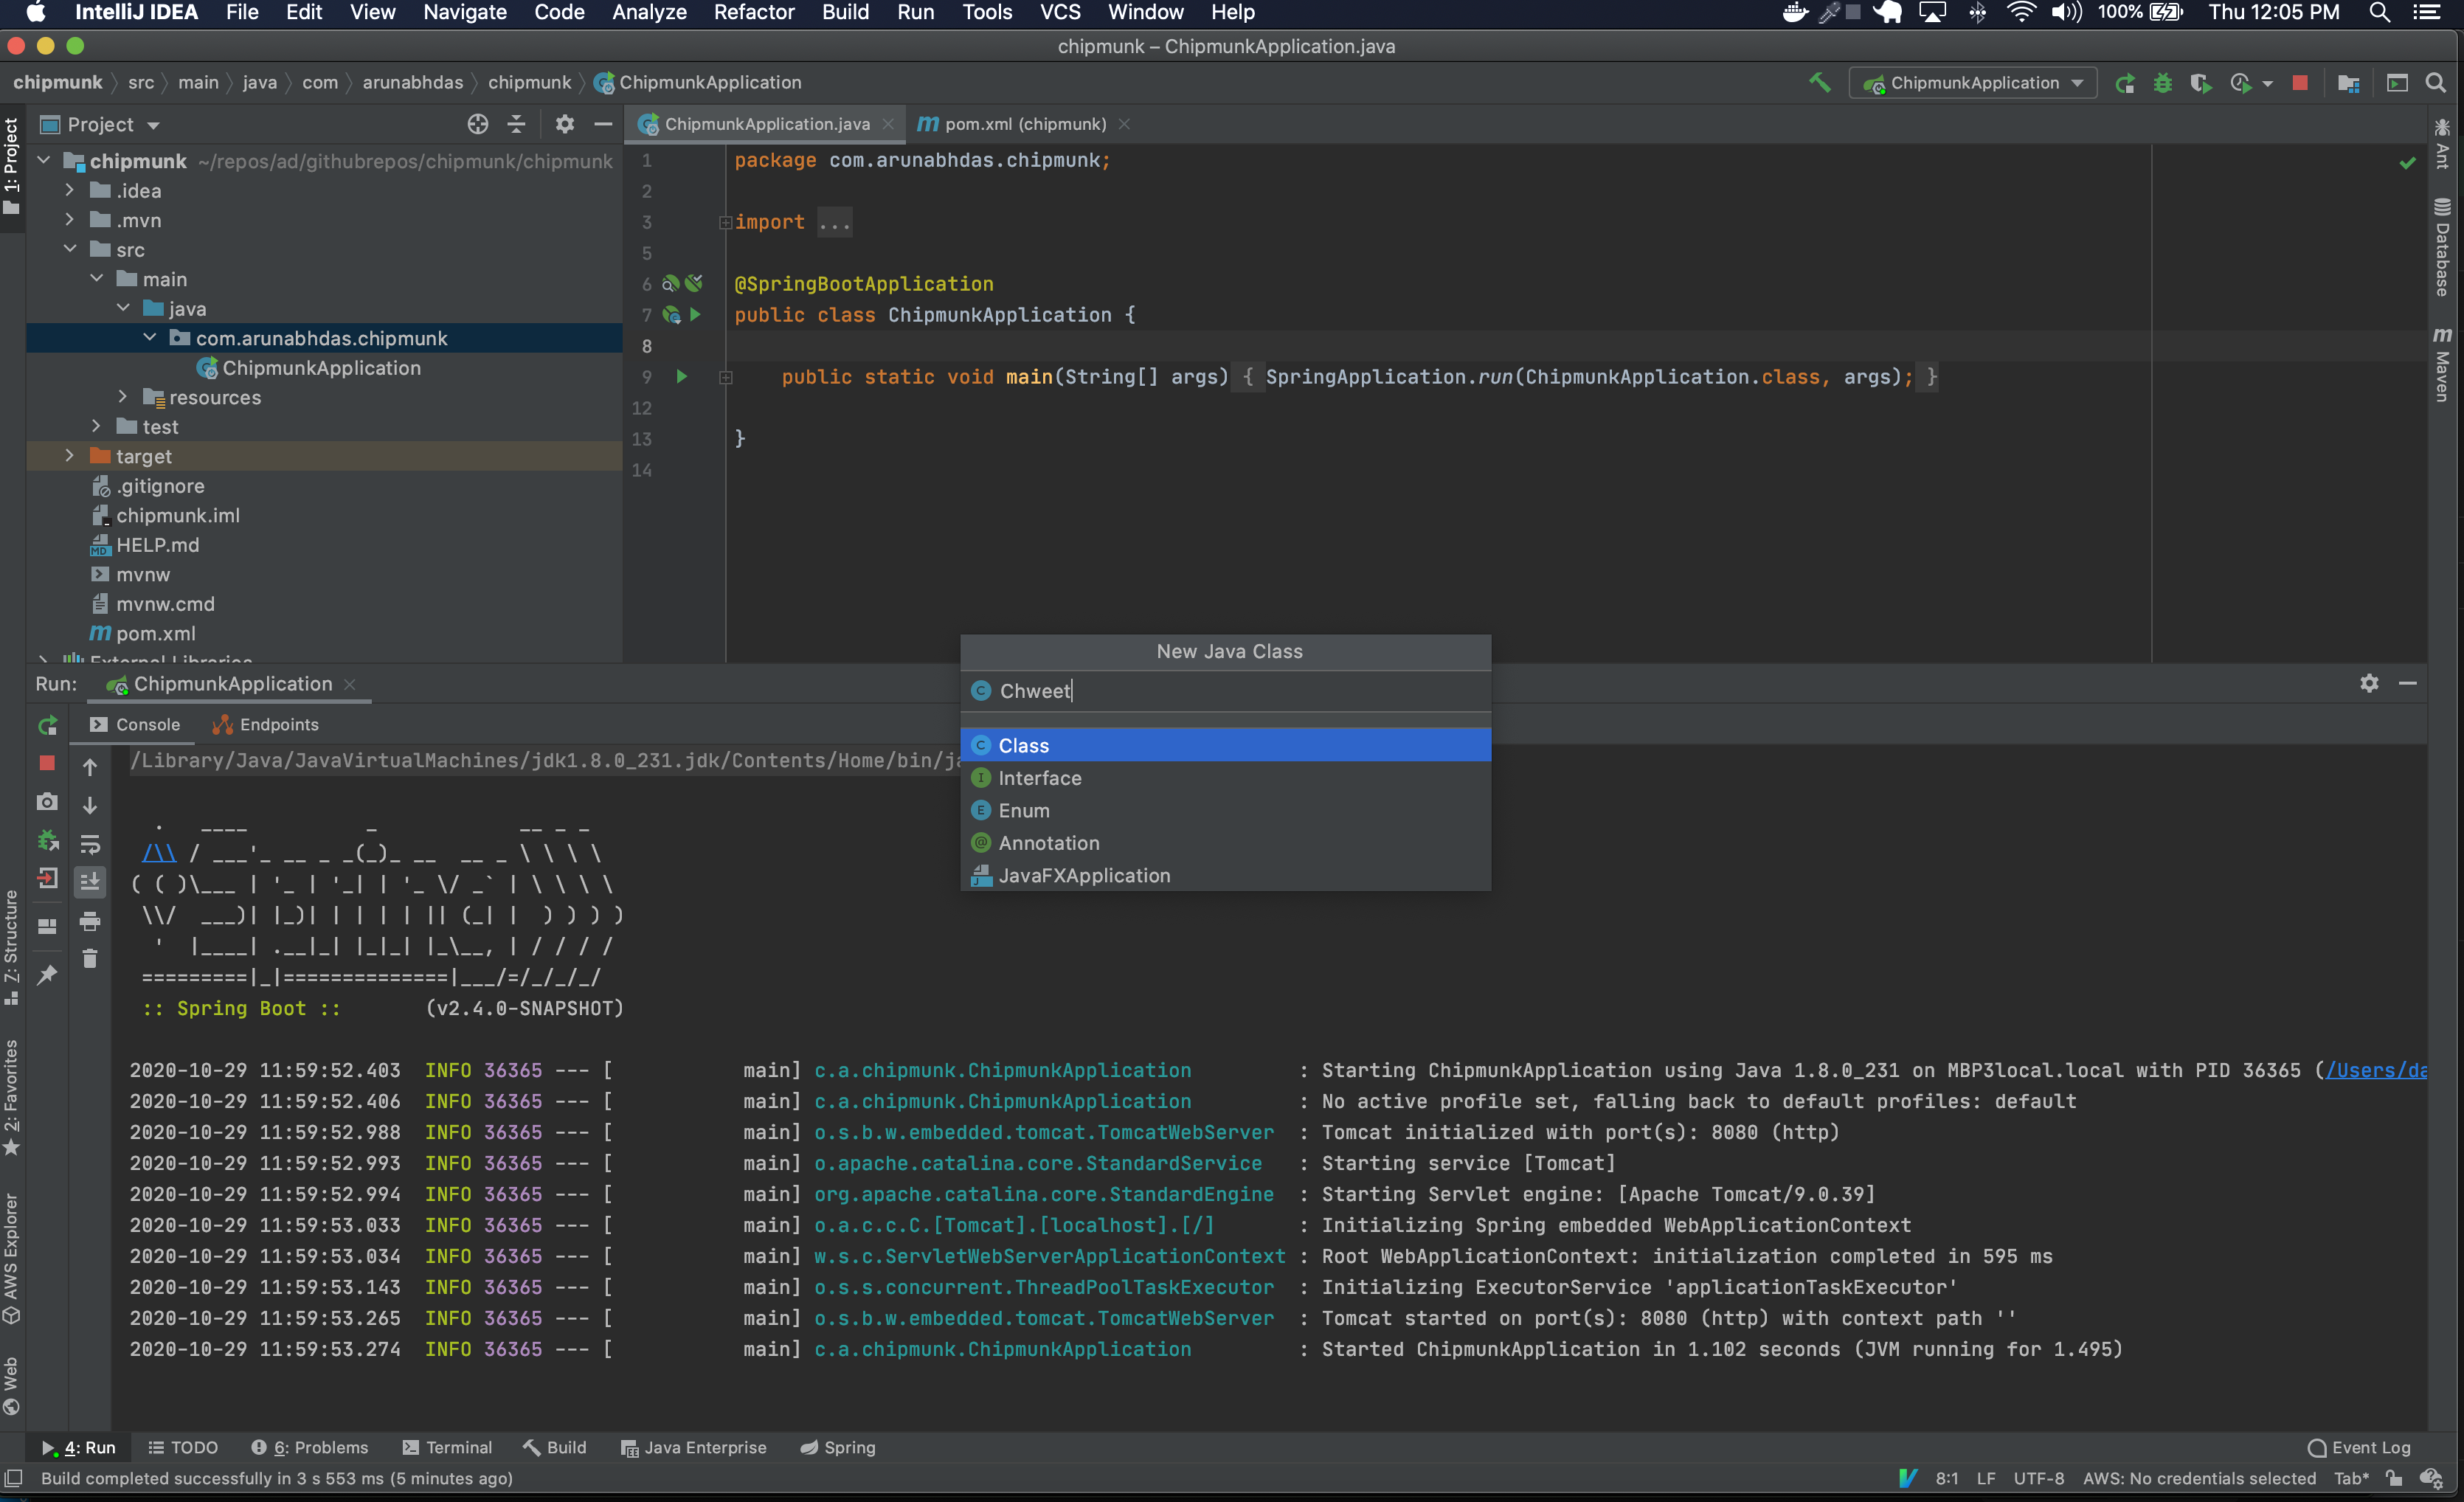 IntelliJ IDEA File Edit View Navigate Code Analyze Refactor Build Run Tools VCS Window Help 100% Thu 12:05 PM
chipmunk – ChipmunkApplication.java
chipmunk src main java com arunabhdas chipmunk ChipmunkApplication ChipmunkApplication
Project
ChipmunkApplication.java pom.xml (chipmunk)
1: Project
Z: Structure
2: Favorites
AWS Explorer
Web
chipmunk ~/repos/ad/githubrepos/chipmunk/chipmunk
.idea
.mvn
src
main
java
com.arunabhdas.chipmunk
ChipmunkApplication
resources
test
target
.gitignore
chipmunk.iml
HELP.md
mvnw
mvnw.cmd
pom.xml
External Libraries
1 package com.arunabhdas.chipmunk;
2
3 import ...
5
6 @SpringBootApplication
7 public class ChipmunkApplication {
8
9 public static void main(String[] args) { SpringApplication.run(ChipmunkApplication.class, args); }
12
13 }
14
Ant
Database
Maven
New Java Class
Chweet
Class
Interface
Enum
Annotation
JavaFXApplication
Run: ChipmunkApplication
Console Endpoints
/Library/Java/JavaVirtualMachines/jdk1.8.0_231.jdk/Contents/Home/bin/ja
  .   ____          _            __ _ _
 /\\ / ___'_ __ _ _(_)_ __  __ _ \ \ \ \
( ( )\___ | '_ | '_| | '_ \/ _` | \ \ \ \
 \\/  ___)| |_)| | | | | || (_| |  ) ) ) )
  '  |____| .__|_| |_|_| |_\__, | / / / /
 =========|_|==============|___/=/_/_/_/
:: Spring Boot :: (v2.4.0-SNAPSHOT)
2020-10-29 11:59:52.403 INFO 36365 --- [ main] c.a.chipmunk.ChipmunkApplication : Starting ChipmunkApplication using Java 1.8.0_231 on MBP3local.local with PID 36365 (/Users/da
2020-10-29 11:59:52.406 INFO 36365 --- [ main] c.a.chipmunk.ChipmunkApplication : No active profile set, falling back to default profiles: default
2020-10-29 11:59:52.988 INFO 36365 --- [ main] o.s.b.w.embedded.tomcat.TomcatWebServer : Tomcat initialized with port(s): 8080 (http)
2020-10-29 11:59:52.993 INFO 36365 --- [ main] o.apache.catalina.core.StandardService : Starting service [Tomcat]
2020-10-29 11:59:52.994 INFO 36365 --- [ main] org.apache.catalina.core.StandardEngine : Starting Servlet engine: [Apache Tomcat/9.0.39]
2020-10-29 11:59:53.033 INFO 36365 --- [ main] o.a.c.c.C.[Tomcat].[localhost].[/] : Initializing Spring embedded WebApplicationContext
2020-10-29 11:59:53.034 INFO 36365 --- [ main] w.s.c.ServletWebServerApplicationContext : Root WebApplicationContext: initialization completed in 595 ms
2020-10-29 11:59:53.143 INFO 36365 --- [ main] o.s.s.concurrent.ThreadPoolTaskExecutor : Initializing ExecutorService 'applicationTaskExecutor'
2020-10-29 11:59:53.265 INFO 36365 --- [ main] o.s.b.w.embedded.tomcat.TomcatWebServer : Tomcat started on port(s): 8080 (http) with context path ''
2020-10-29 11:59:53.274 INFO 36365 --- [ main] c.a.chipmunk.ChipmunkApplication : Started ChipmunkApplication in 1.102 seconds (JVM running for 1.495)
4: Run TODO 6: Problems Terminal Build Java Enterprise Spring Event Log
Build completed successfully in 3 s 553 ms (5 minutes ago) 8:1 LF UTF-8 AWS: No credentials selected Tab*